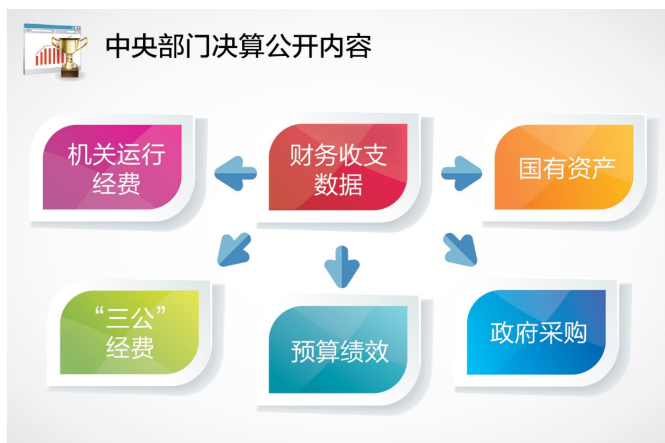 中央部门决算公开内容
机关运行
经费
财务收支
数据
国有资产
“三公”
经费
预算绩效
政府采购